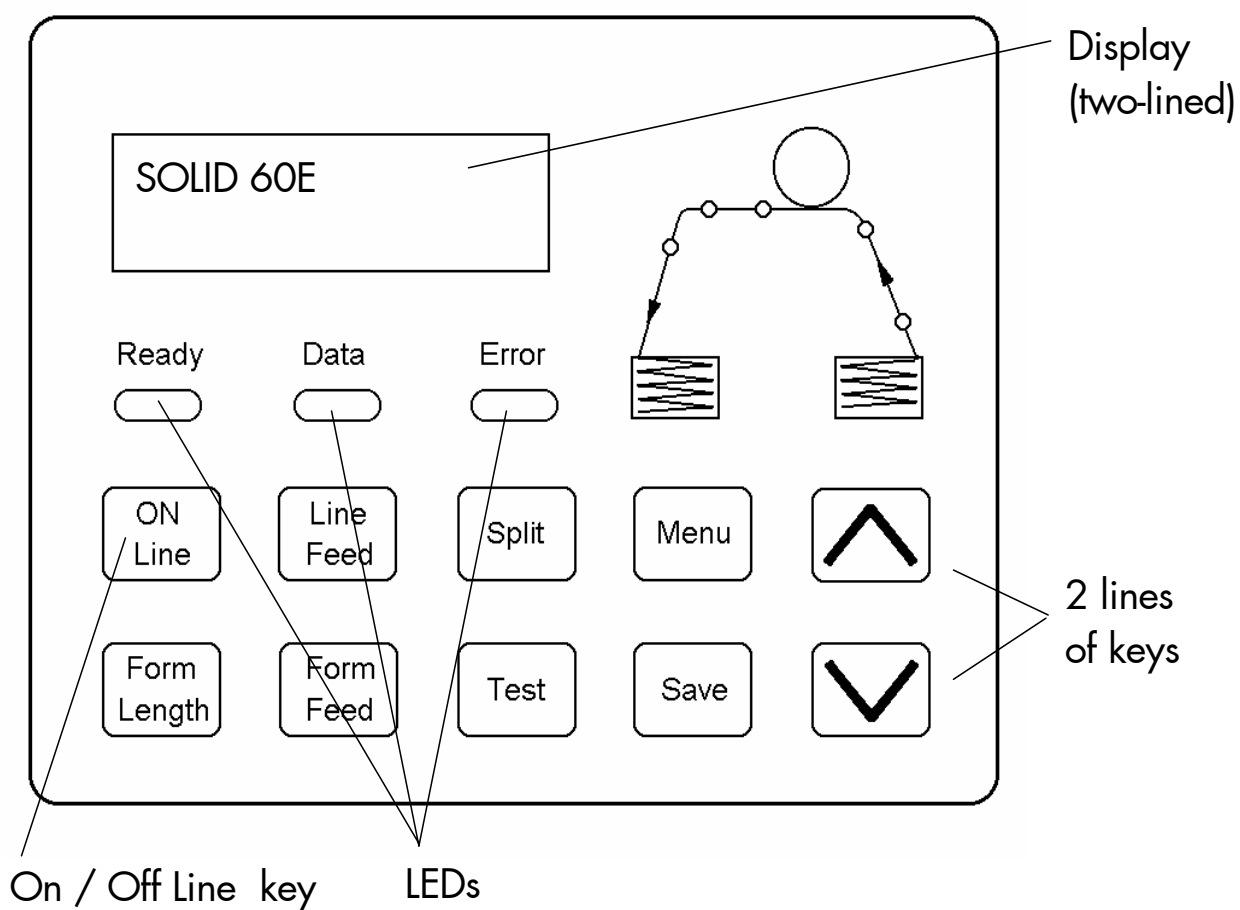 Display
(two-lined)
SOLID 60E
Ready Data Error
ON
Line
Line
Feed
Split
Menu
2 lines
of keys
Form
Length
Form
Feed
Test
Save
On / Off Line key
LEDs